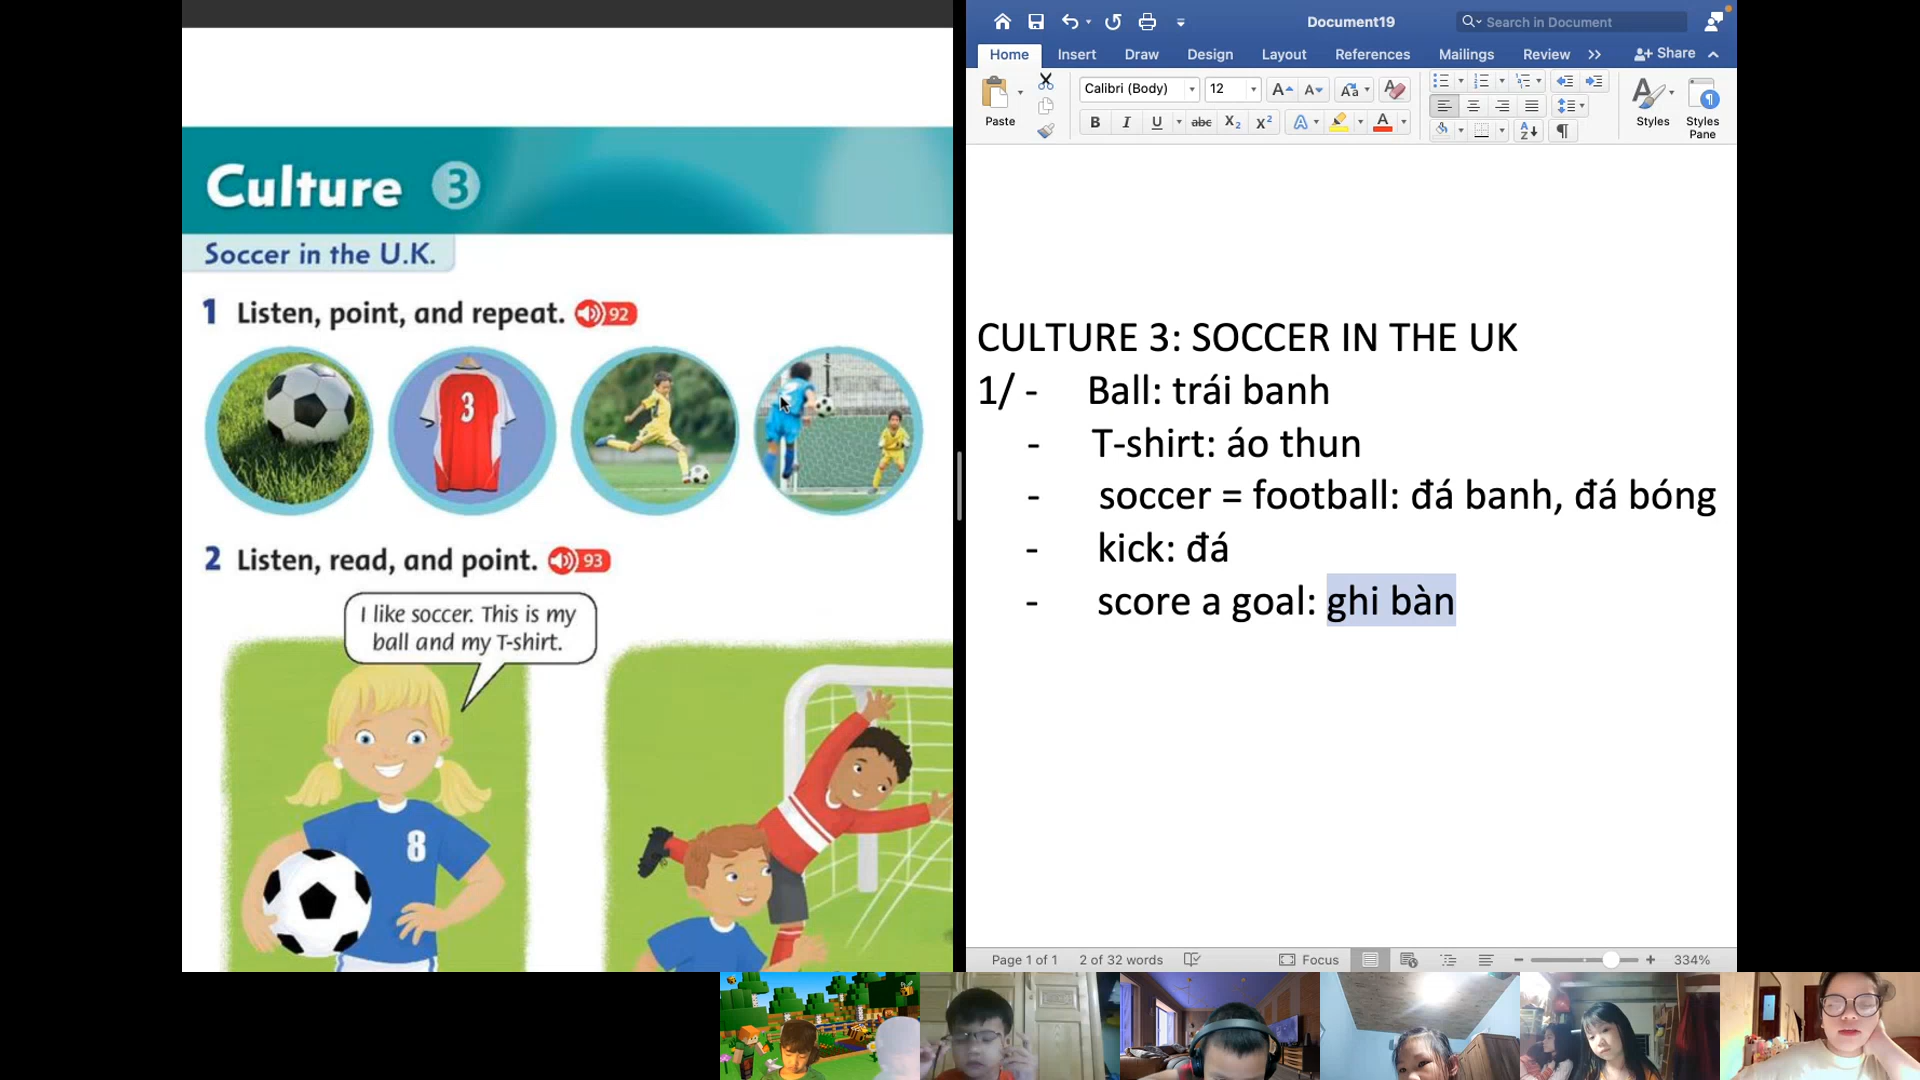 Culture 3
Soccer in the U.K.
1 Listen, point, and repeat. 92
3
2 Listen, read, and point. 93
I like soccer. This is my
ball and my T-shirt.
8
Document19
Search in Document
Home Insert Draw Design Layout References Mailings Review >> Share
Paste
Calibri (Body) 12
Styles
Styles Pane
CULTURE 3: SOCCER IN THE UK
1/ - Ball: trái banh
- T-shirt: áo thun
- soccer = football: đá banh, đá bóng
- kick: đá
- score a goal: ghi bàn
Page 1 of 1 2 of 32 words Focus 334%